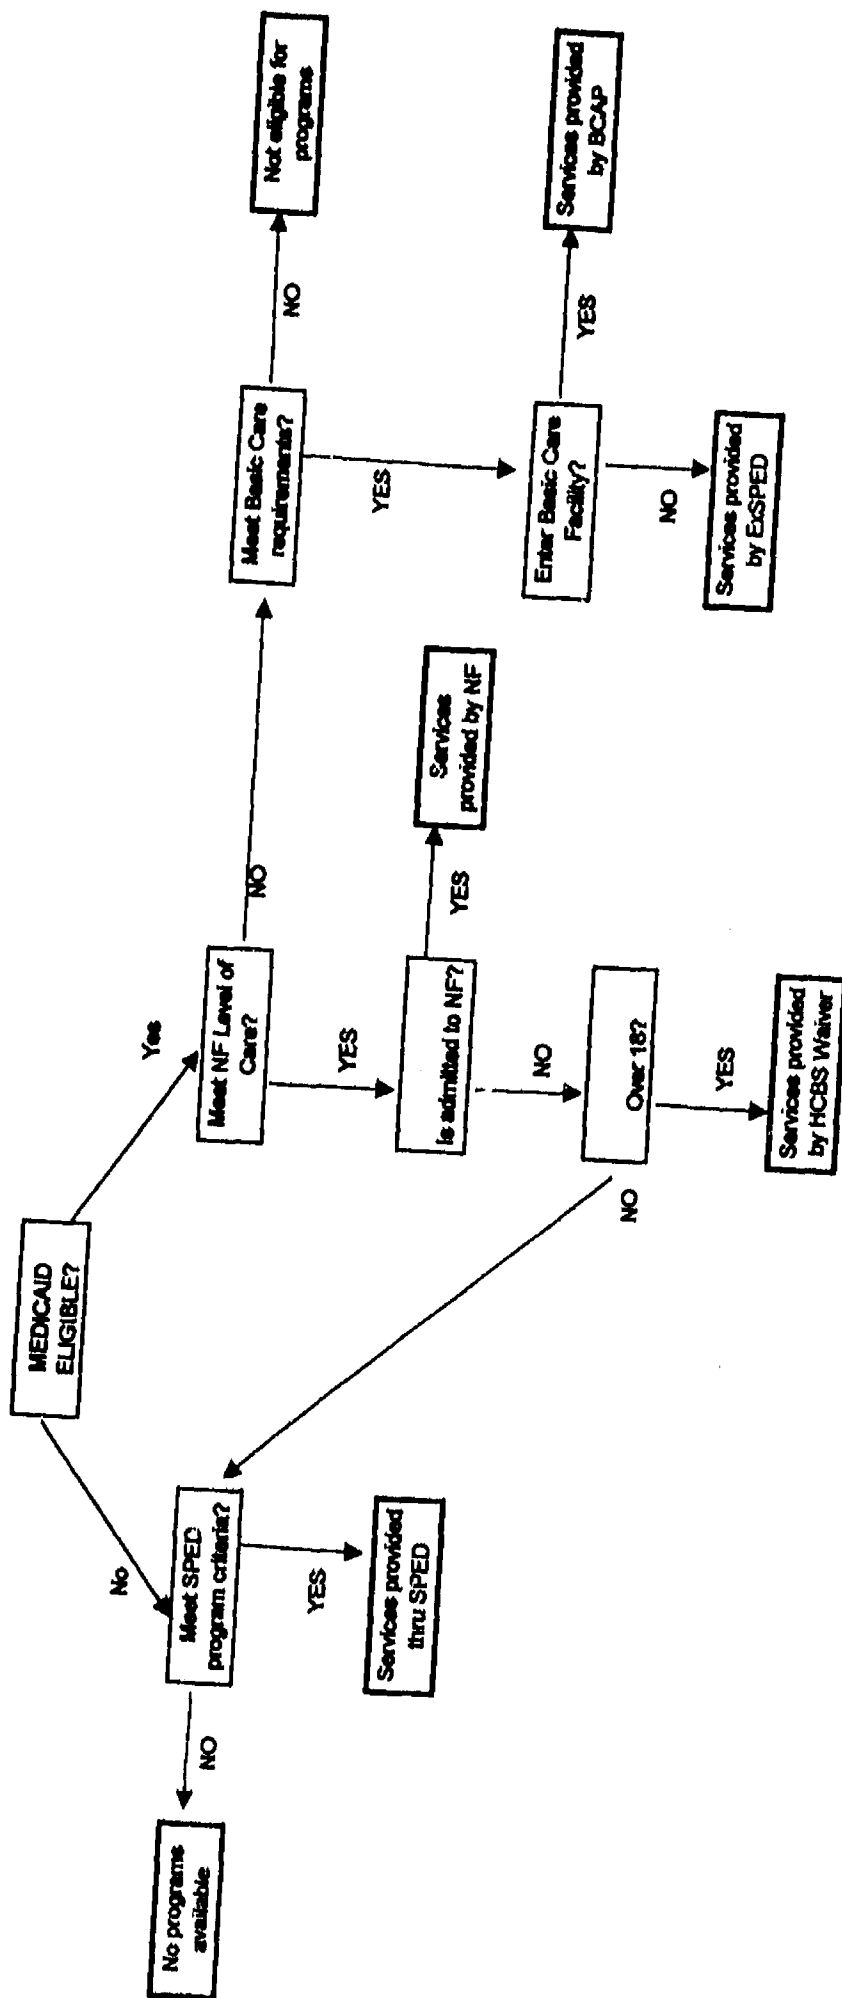 MEDICAID
ELIGIBLE?
No
Yes
Meet SPED
program criteria?
NO
No programs
available
YES
Services provided
thru SPED
Meet NF Level of
Care?
NO
YES
Is admitted to NF?
YES
Services
provided by NF
NO
Over 18?
NO
YES
Services provided
by HCBS Waiver
Meet Basic Care
requirements?
NO
Not eligible for
programs
YES
Enter Basic Care
Facility?
YES
Services provided
by BCAP
NO
Services provided
by ExSPED